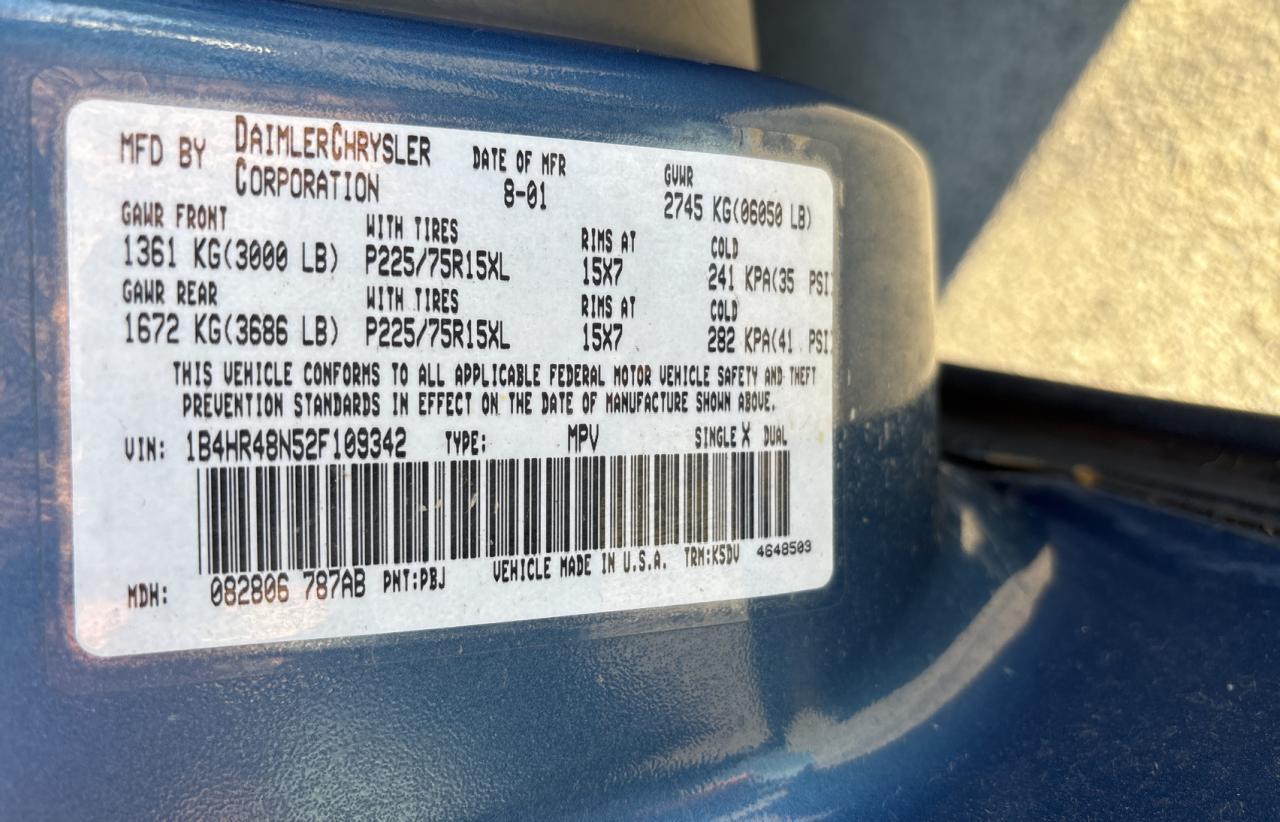 MFD BY DAIMLERCHRYSLER CORPORATION DATE OF MFR 8-01 GVWR 2745 KG(06050 LB)
GAWR FRONT WITH TIRES RIMS AT COLD
1361 KG(3000 LB) P225/75R15XL 15X7 241 KPA(35 PSI)
GAWR REAR WITH TIRES RIMS AT COLD
1672 KG(3686 LB) P225/75R15XL 15X7 282 KPA(41 PSI)
THIS VEHICLE CONFORMS TO ALL APPLICABLE FEDERAL MOTOR VEHICLE SAFETY AND THEFT
PREVENTION STANDARDS IN EFFECT ON THE DATE OF MANUFACTURE SHOWN ABOVE.
VIN: 1B4HR48N52F109342 TYPE: MPV SINGLE X DUAL
MDH: 082806 787AB PNT:PBJ VEHICLE MADE IN U.S.A. TRM:K5DV 4648503